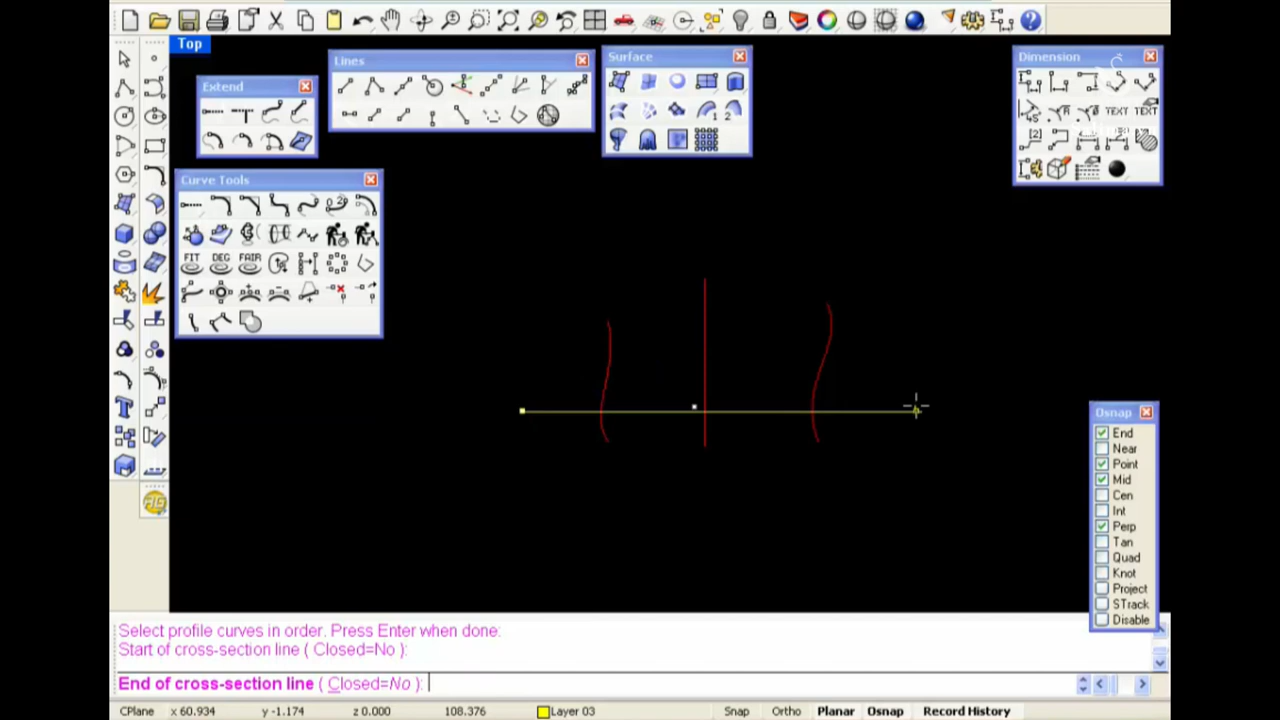 Top
Extend
Lines
Surface
Dimension
1 2
TEXT TEXT
[2]
Curve Tools
FIT DEG FAIR
Osnap
End
Near
Point
Mid
Cen
Int
Perp
Tan
Quad
Knot
Project
STrack
Disable
Select profile curves in order. Press Enter when done:
Start of cross-section line ( Closed=No ):
End of cross-section line ( Closed=No ):
CPlane x 60.934 y -1.174 z 0.000 108.376 Layer 03 Snap Ortho Planar Osnap Record History